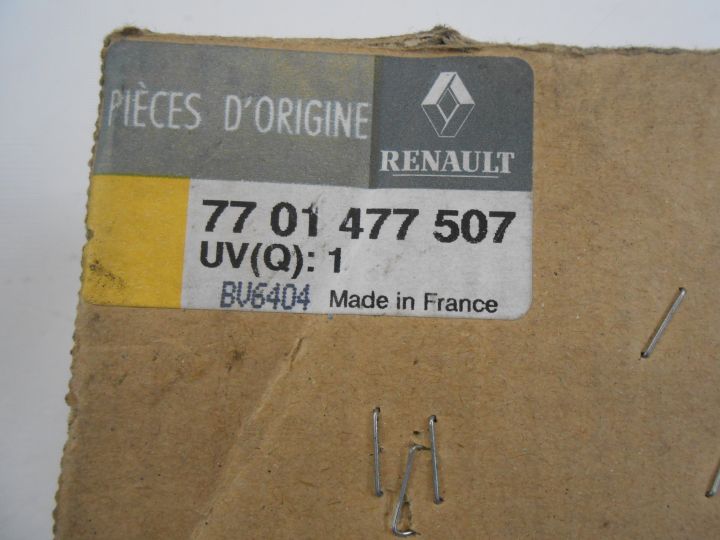 PIÈCES D'ORIGINE
RENAULT
77 01 477 507
UV(Q): 1
BV6404 Made in France